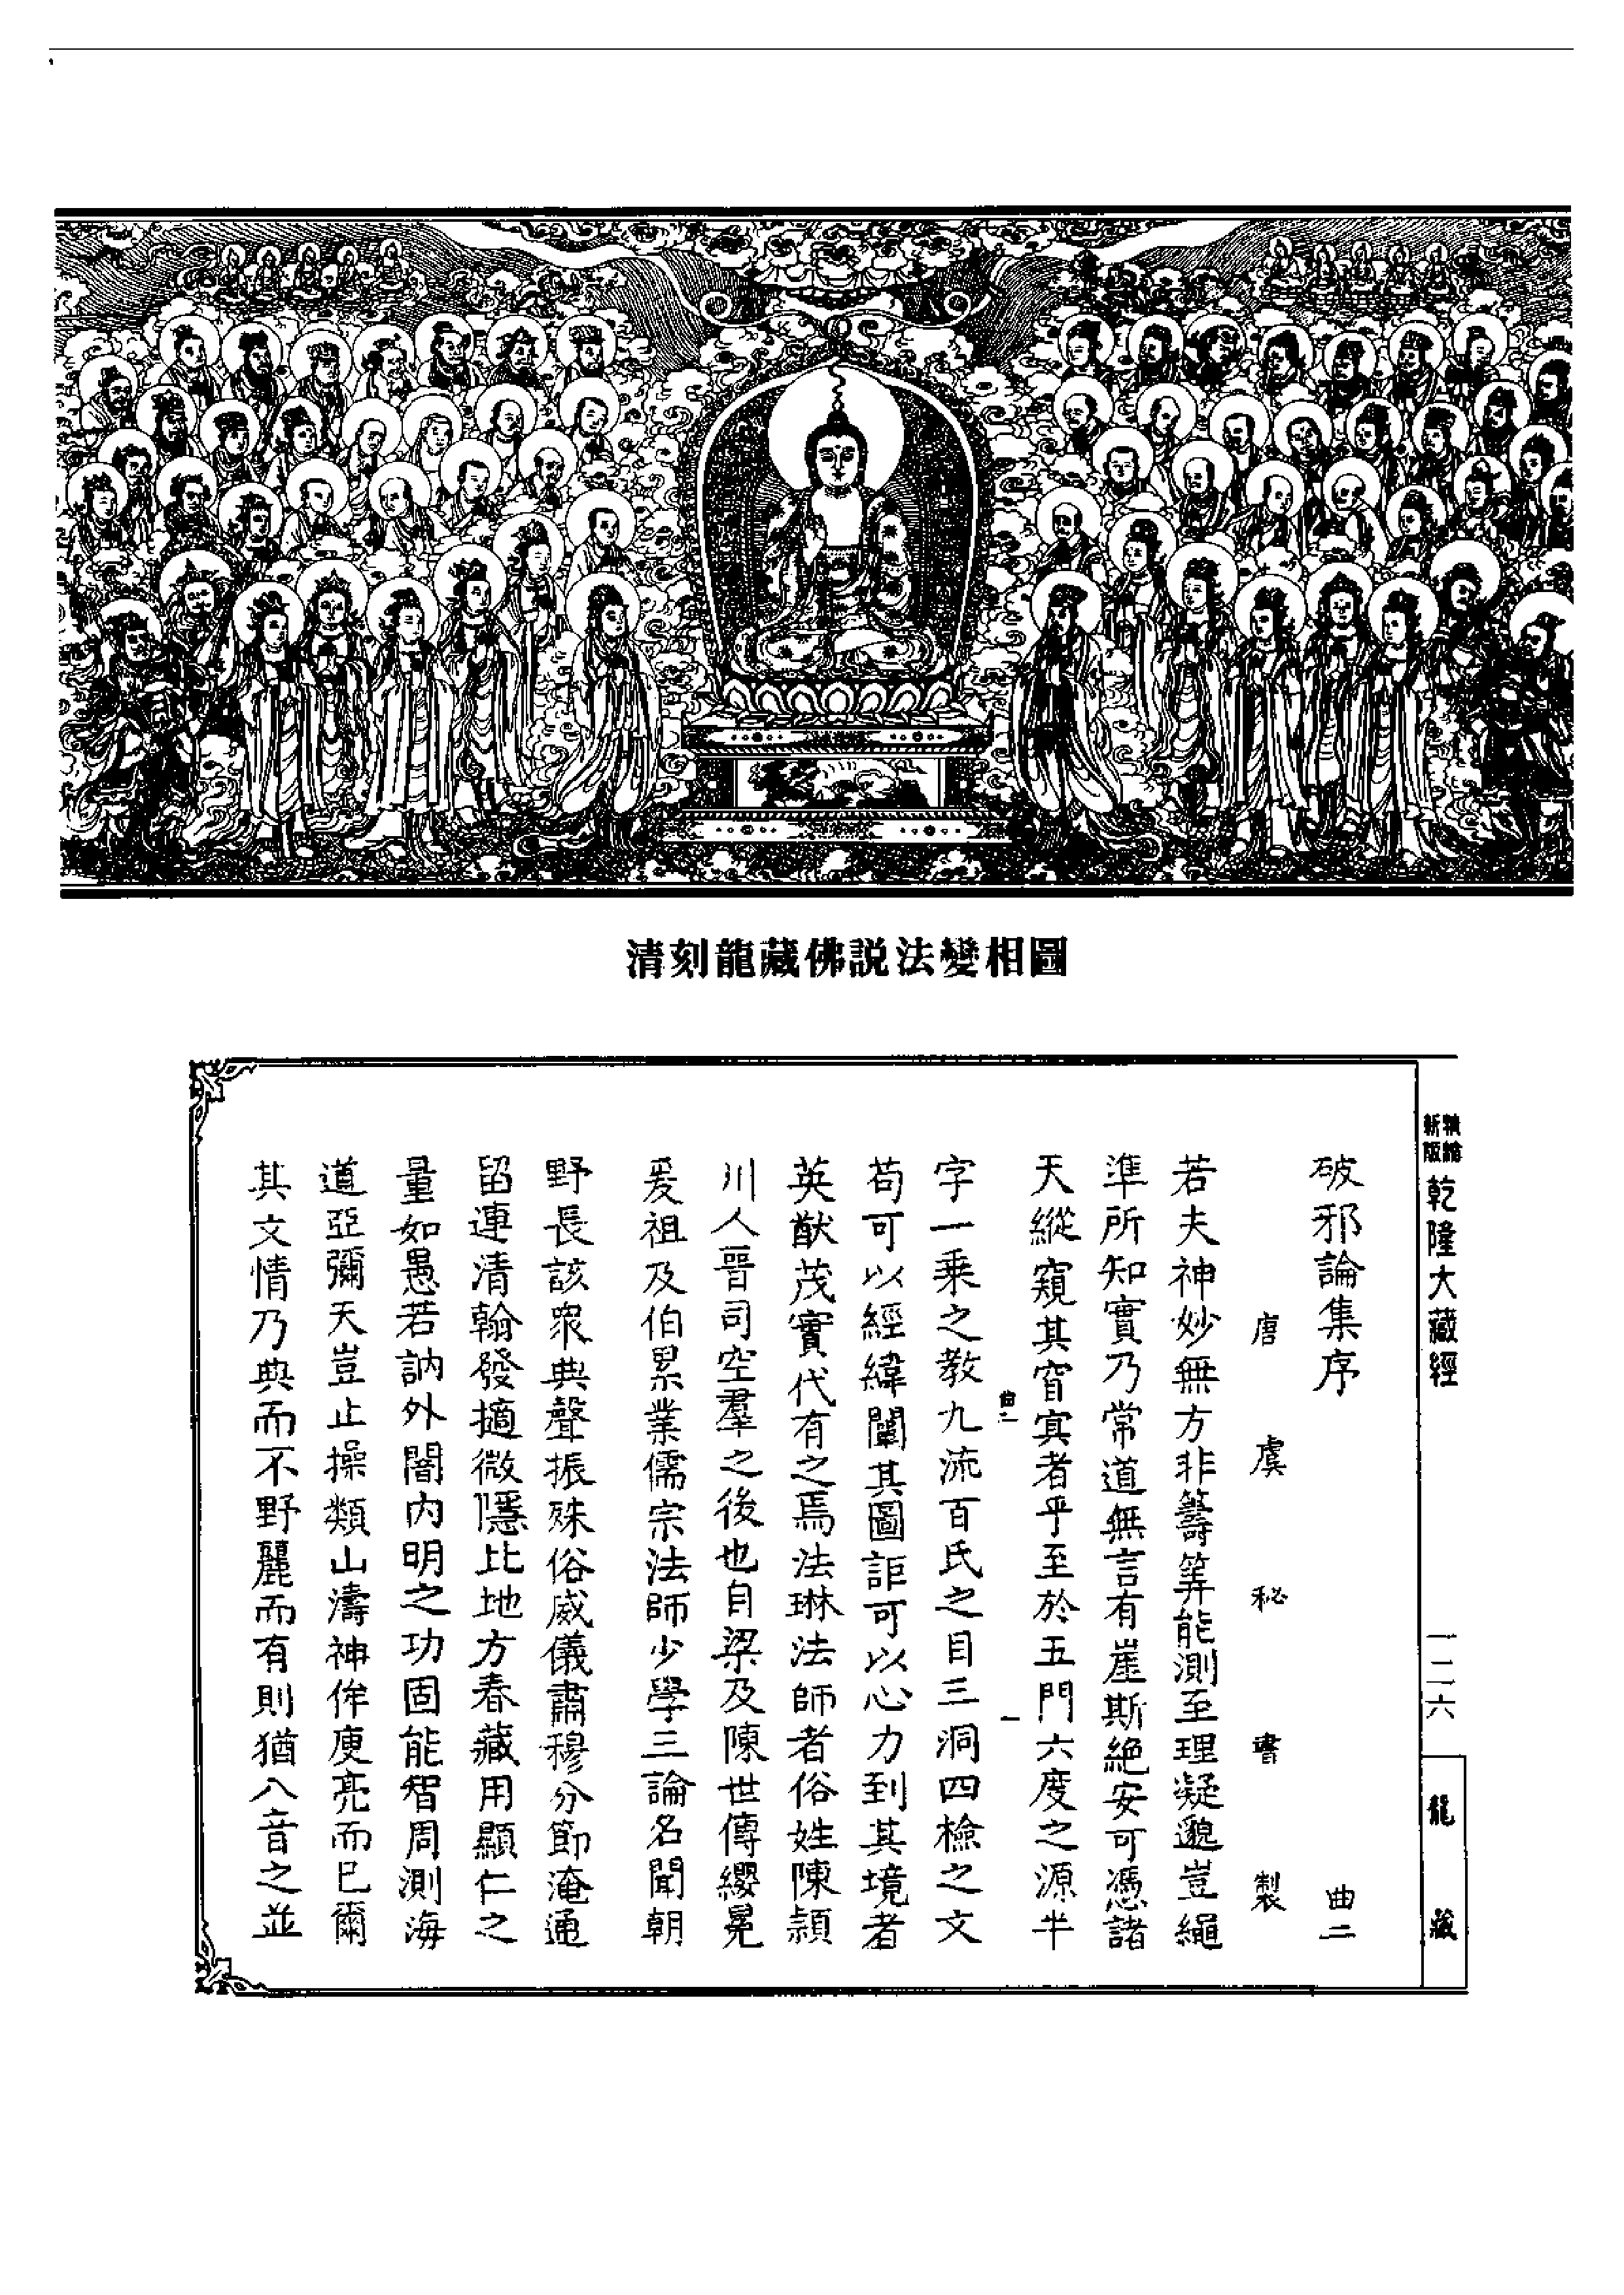 清刻龍藏佛説法變相圖
新版
乾隆大藏經
一二六
龍藏
破邪論集序 曲二
唐虞秘書製
若夫神妙無方非籌筭能測至理凝邈豈繩
準所知實乃常道無言有崖斯絕安可憑諸
天縱窺其窅冥者乎至於五門六度之源半
曲二 一
字一乘之教九流百氏之目三洞四檢之文
苟可以經緯闡其圖詎可以心力到其境者
英猷茂實代有之焉法琳法師者俗姓陳頴
川人晉司空羣之後也自梁及陳世傳纓冕
爰祖及伯累業儒宗法師少學三論名聞朝
野長該衆典聲振殊俗威儀肅穆分節淹通
留連清翰發擿微隱比地方春藏用顯仁之
量如愚若訥外闇內明之功固能智周測海
道亞彌天豈止操類山濤神侔庾亮而已爾
其文情乃典而不野麗而有則猶八音之並